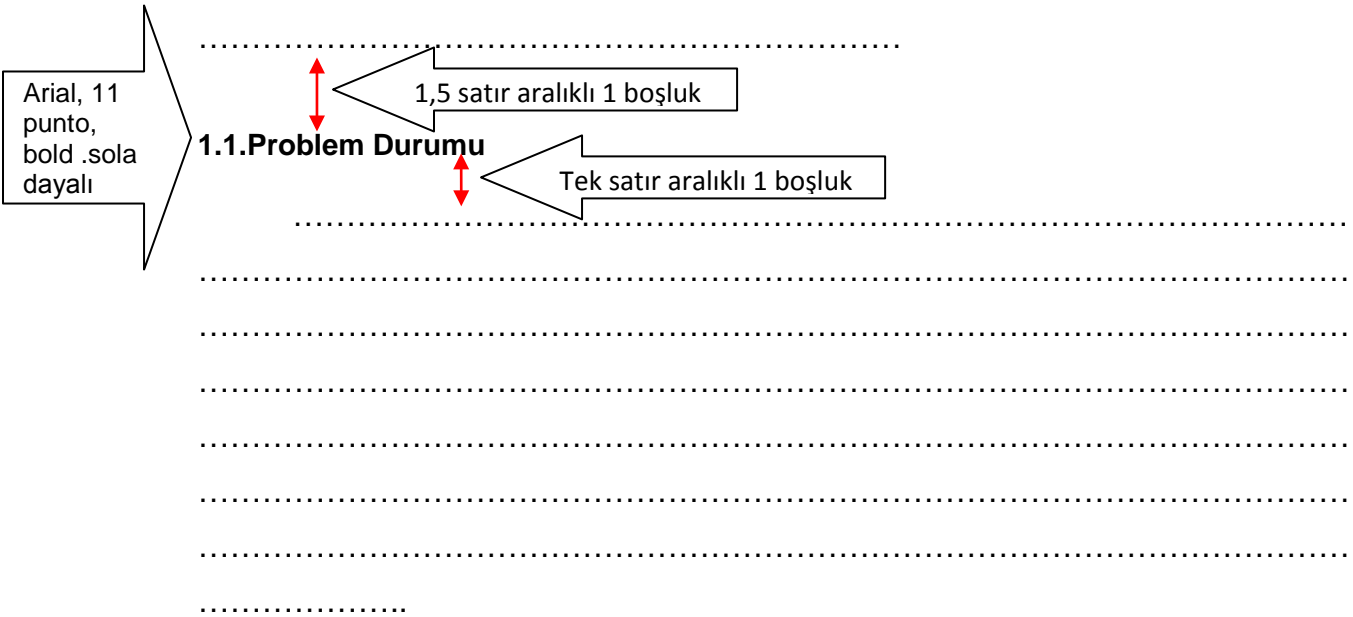 ……………………………………………………………
1,5 satır aralıklı 1 boşluk
Arial, 11
punto,
bold .sola
dayalı
1.1.Problem Durumu
Tek satır aralıklı 1 boşluk
……………………………………………………………………………………………
……………………………………………………………………………………………………
……………………………………………………………………………………………………
……………………………………………………………………………………………………
……………………………………………………………………………………………………
……………………………………………………………………………………………………
……………………………………………………………………………………………………
………………..